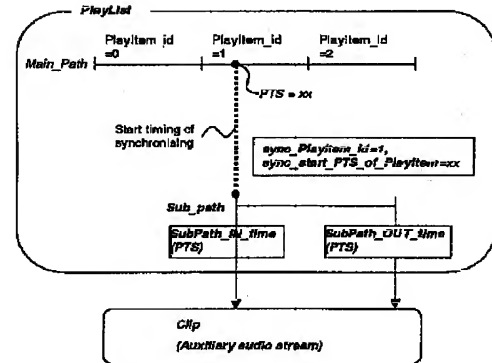 PlayList
PlayItem_id
=0
PlayItem_id
=1
PlayItem_id
=2
Main_Path
PTS = xx
Start timing of
synchronising
sync_PlayItem_id=1,
sync_start_PTS_of_PlayItem=xx
Sub_path
SubPath_IN_time
(PTS)
SubPath_OUT_time
(PTS)
Clip
(Auxiliary audio stream)